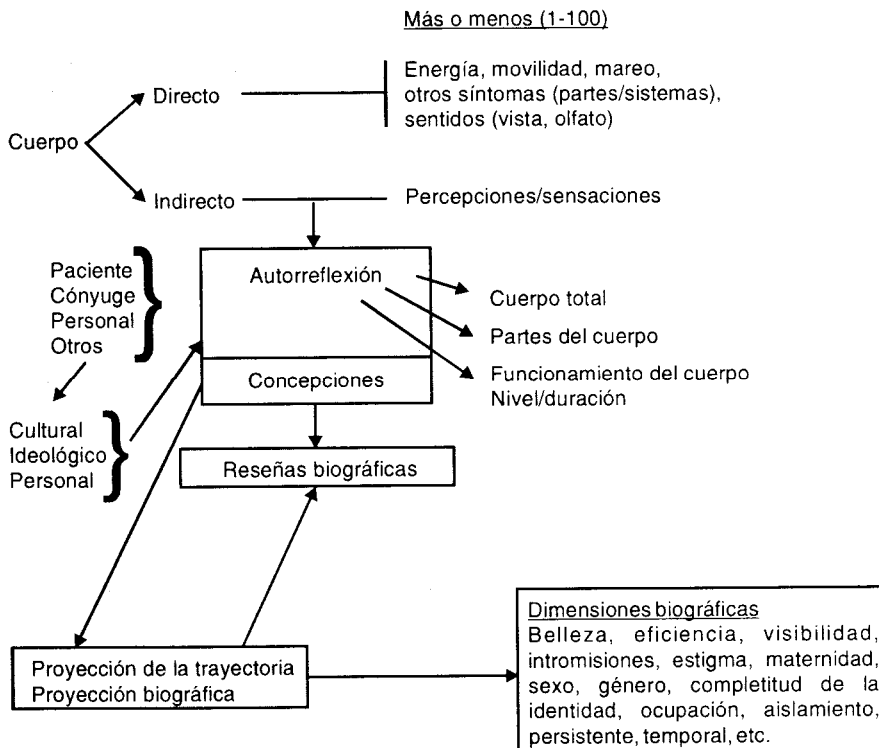 Más o menos (1-100)
Energía, movilidad, mareo,
otros síntomas (partes/sistemas),
sentidos (vista, olfato)
Directo
Cuerpo
Indirecto
Percepciones/sensaciones
Paciente
Cónyuge
Personal
Otros
Autorreflexión
Cuerpo total
Partes del cuerpo
Funcionamiento del cuerpo
Nivel/duración
Concepciones
Cultural
Ideológico
Personal
Reseñas biográficas
Proyección de la trayectoria
Proyección biográfica
Dimensiones biográficas
Belleza, eficiencia, visibilidad,
intromisiones, estigma, maternidad,
sexo, género, completitud de la
identidad, ocupación, aislamiento,
persistente, temporal, etc.